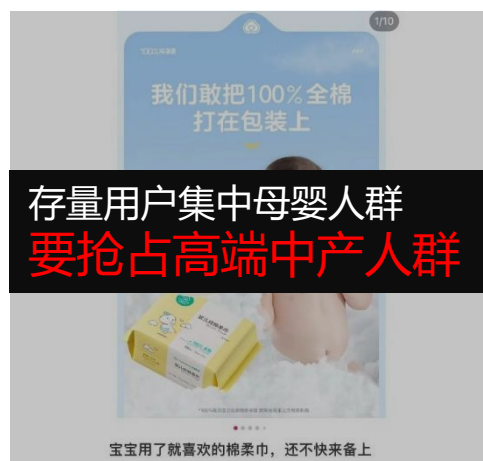 1/10
我们敢把100%全棉
打在包装上
存量用户集中母婴人群
要抢占高端中产人群
宝宝用了就喜欢的棉柔巾，还不快来备上